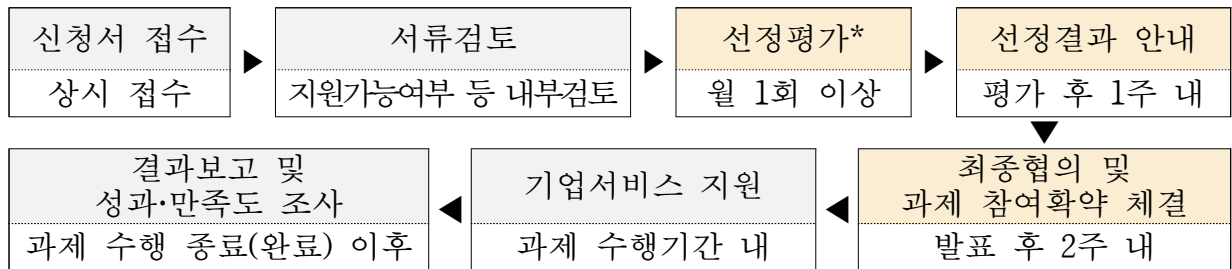 신청서 접수
상시 접수
▶
서류검토
지원가능여부 등 내부검토
▶
선정평가*
월 1회 이상
▶
선정결과 안내
평가 후 1주 내
▼
최종협의 및
과제 참여확약 체결
발표 후 2주 내
◀
기업서비스 지원
과제 수행기간 내
◀
결과보고 및
성과·만족도 조사
과제 수행 종료(완료) 이후